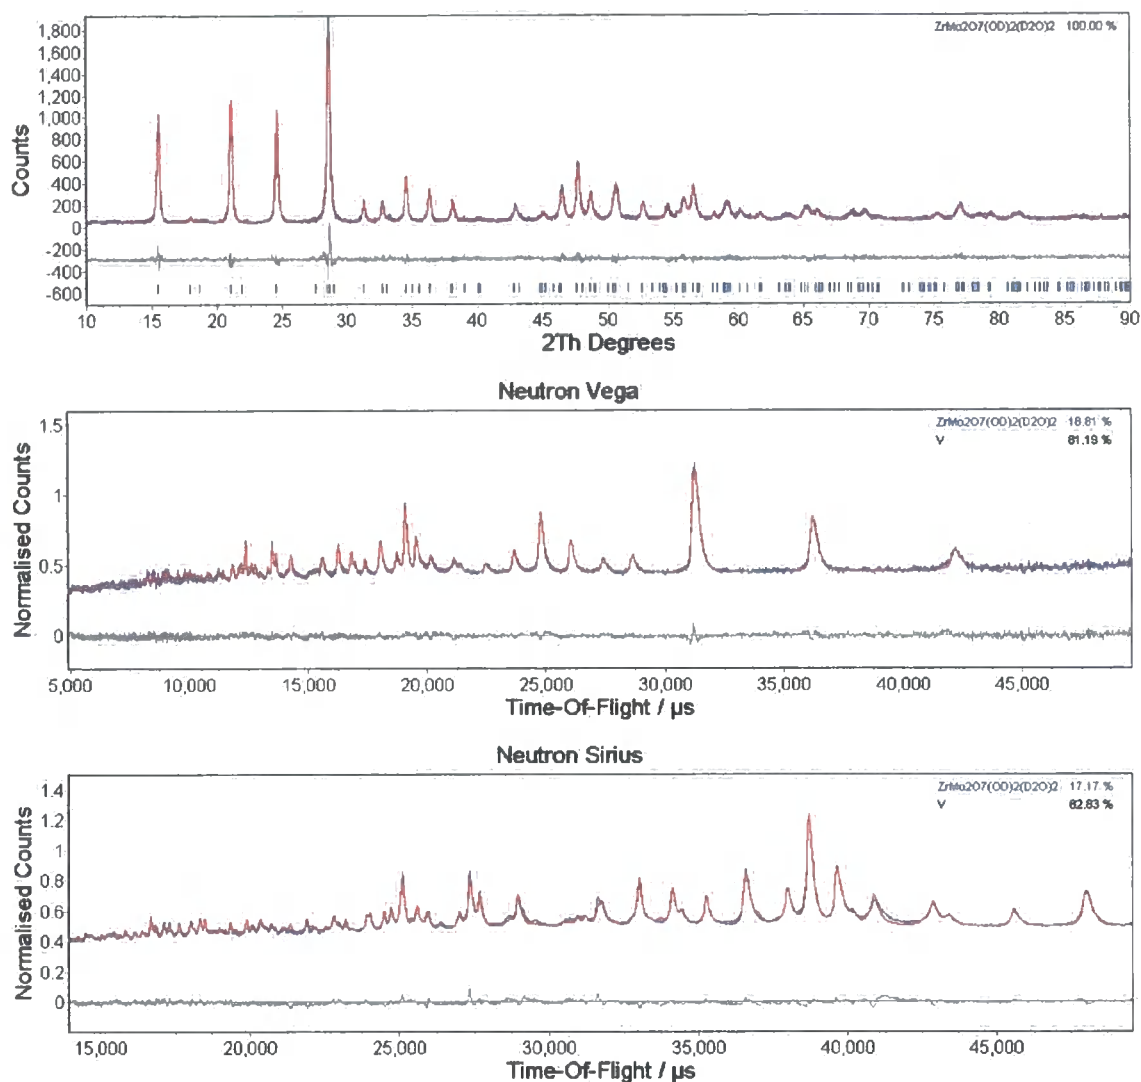 ZrMo2O7(OD)2(D2O)2 100.00 %
1,800
1,600
1,400
1,200
1,000
800
600
400
200
0
-200
-400
-600
Counts
10 15 20 25 30 35 40 45 50 55 60 65 70 75 80 85 90
2Th Degrees
Neutron Vega
ZrMo2O7(OD)2(D2O)2 18.81 %
V 81.19 %
1.5
1
0.5
0
Normalised Counts
5,000 10,000 15,000 20,000 25,000 30,000 35,000 40,000 45,000
Time-Of-Flight / µs
Neutron Sirius
ZrMo2O7(OD)2(D2O)2 17.17 %
V 82.83 %
1.4
1.2
1
0.8
0.6
0.4
0.2
0
Normalised Counts
15,000 20,000 25,000 30,000 35,000 40,000 45,000
Time-Of-Flight / µs